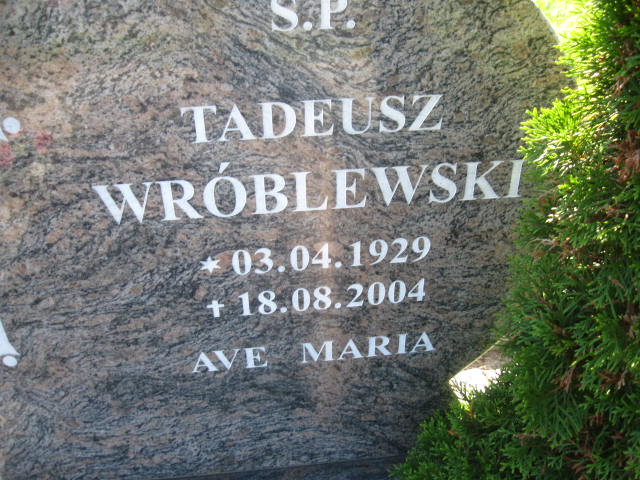 Ś.P.
TADEUSZ
WRÓBLEWSKI
★ 03.04.1929
✝ 18.08.2004
AVE MARIA